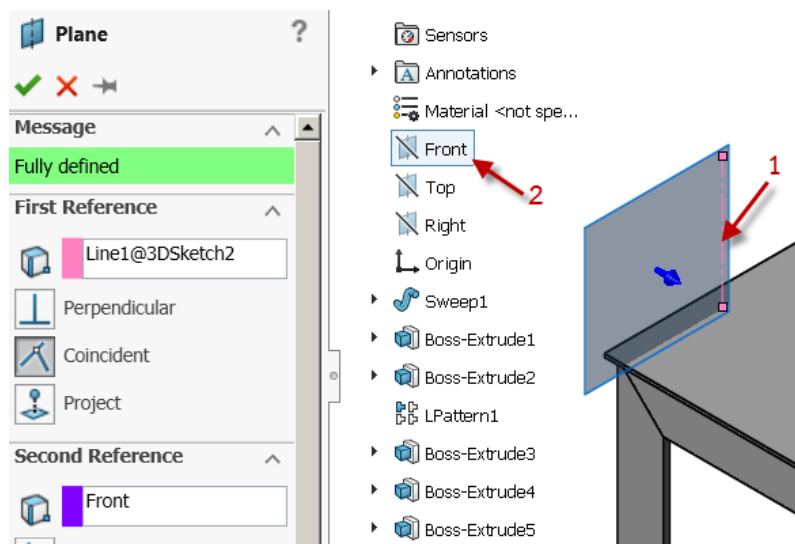 Plane
?
Message
Fully defined
First Reference
Line1@3DSketch2
Perpendicular
Coincident
Project
Second Reference
Front
Sensors
A Annotations
Material <not spe...
Front
Top
Right
Origin
Sweep1
Boss-Extrude1
Boss-Extrude2
LPattern1
Boss-Extrude3
Boss-Extrude4
Boss-Extrude5
2
1